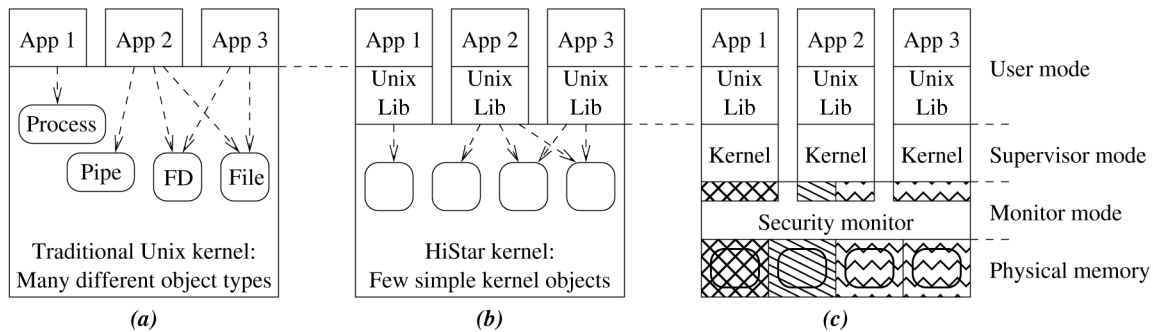 App 1 App 2 App 3
Process
Pipe FD File
Traditional Unix kernel:
Many different object types
(a)
App 1 App 2 App 3
Unix Unix Unix
Lib Lib Lib
HiStar kernel:
Few simple kernel objects
(b)
App 1 App 2 App 3
Unix Unix Unix
Lib Lib Lib
Kernel Kernel Kernel
Security monitor
(c)
User mode
Supervisor mode
Monitor mode
Physical memory